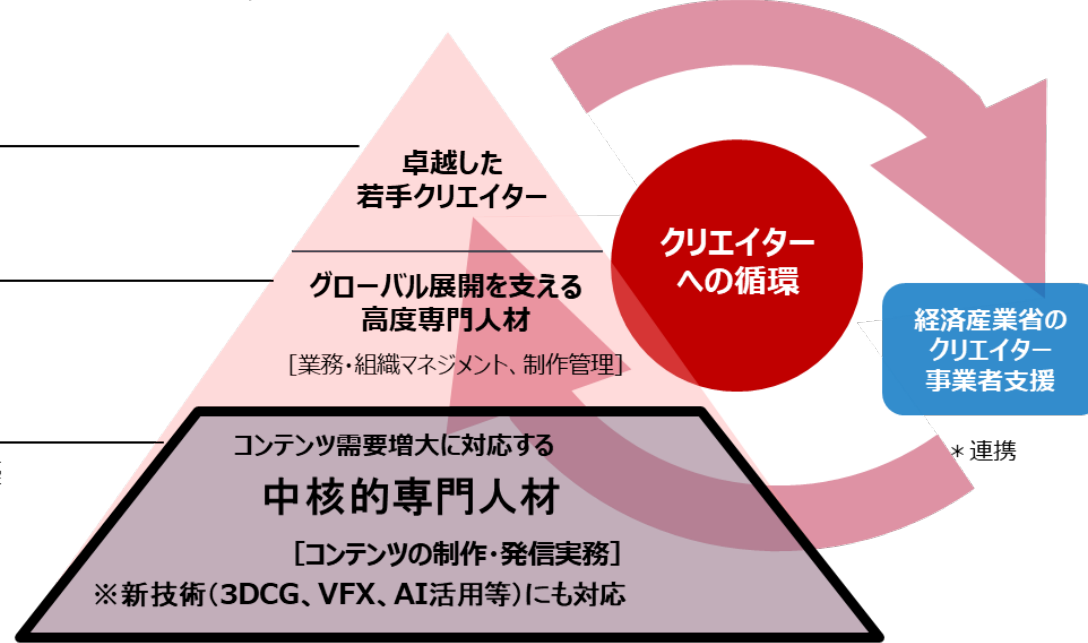 卓越した
若手クリエイター
クリエイター
への循環
グローバル展開を支える
高度専門人材
[業務・組織マネジメント、制作管理]
経済産業省の
クリエイター
事業者支援
＊連携
コンテンツ需要増大に対応する
中核的専門人材
[コンテンツの制作・発信実務]
※新技術(3DCG、VFX、AI活用等)にも対応